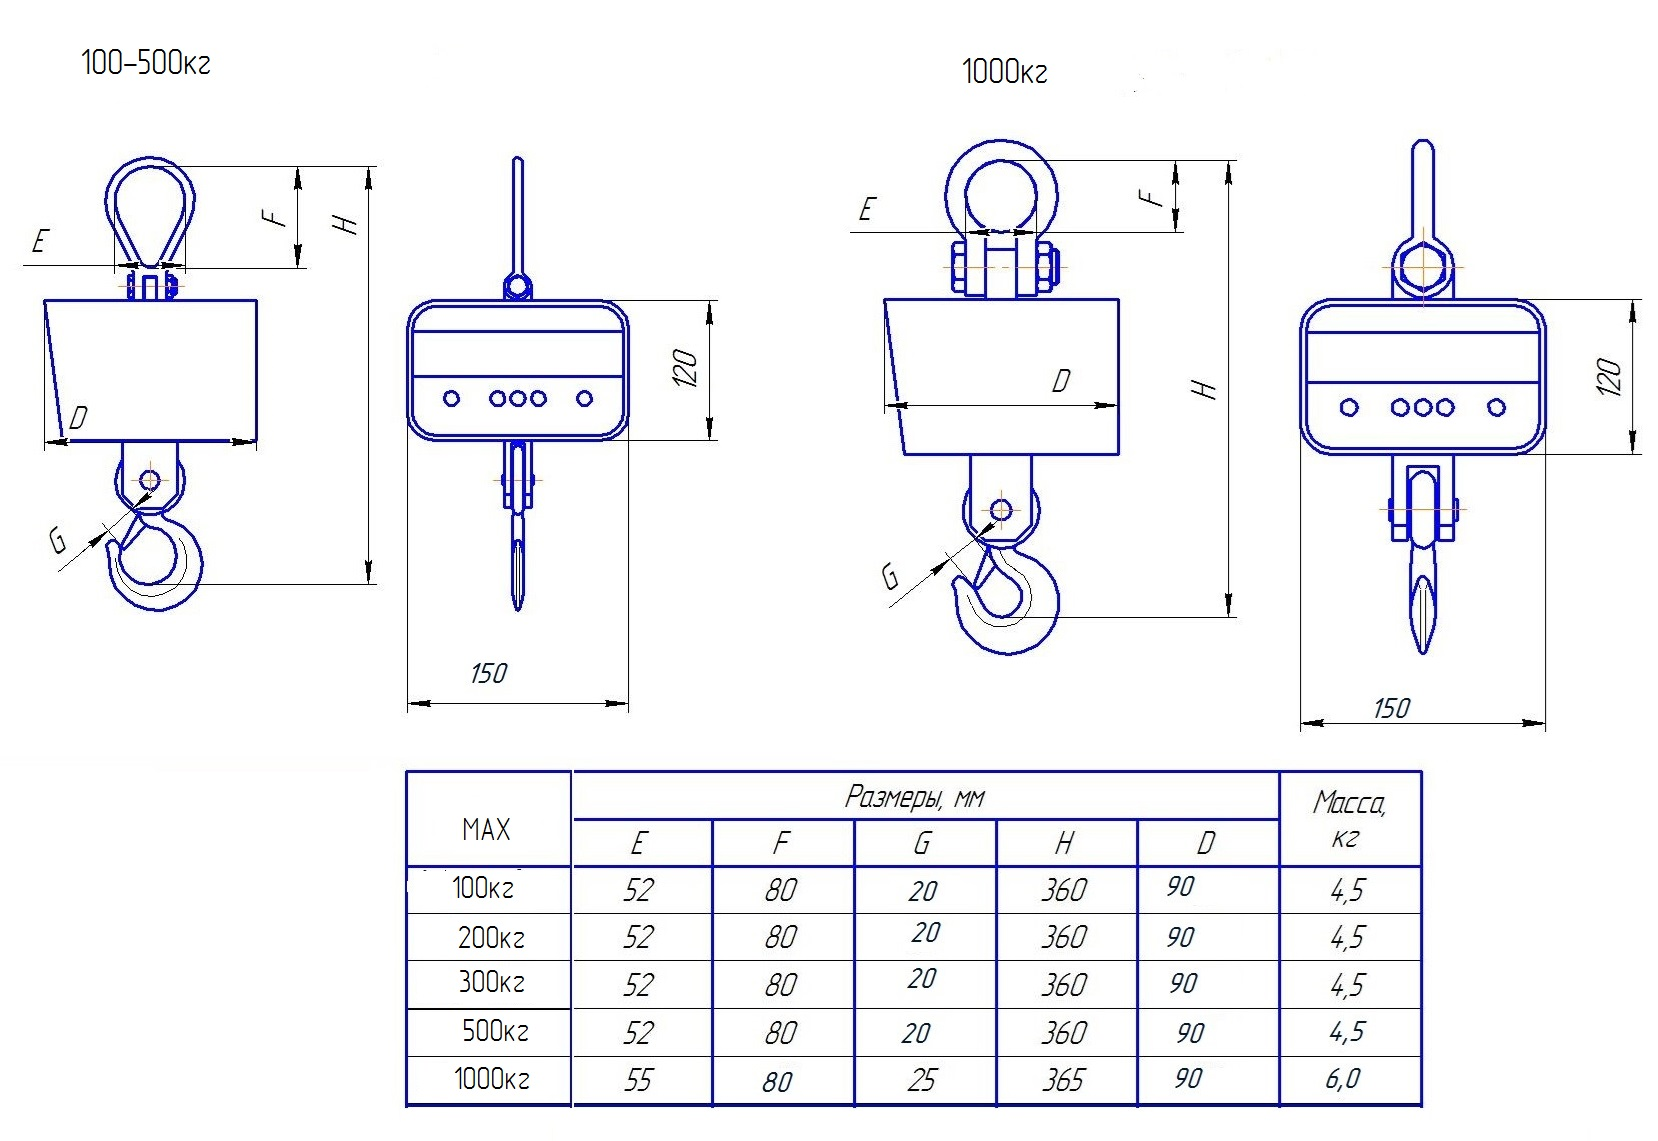 100-500кг
1000кг
E
F
H
D
G
120
150
E
F
H
D
G
120
150
MAX Размеры, мм Масса, кг
E F G H D
100кг 52 80 20 360 90 4,5
200кг 52 80 20 360 90 4,5
300кг 52 80 20 360 90 4,5
500кг 52 80 20 360 90 4,5
1000кг 55 80 25 365 90 6,0